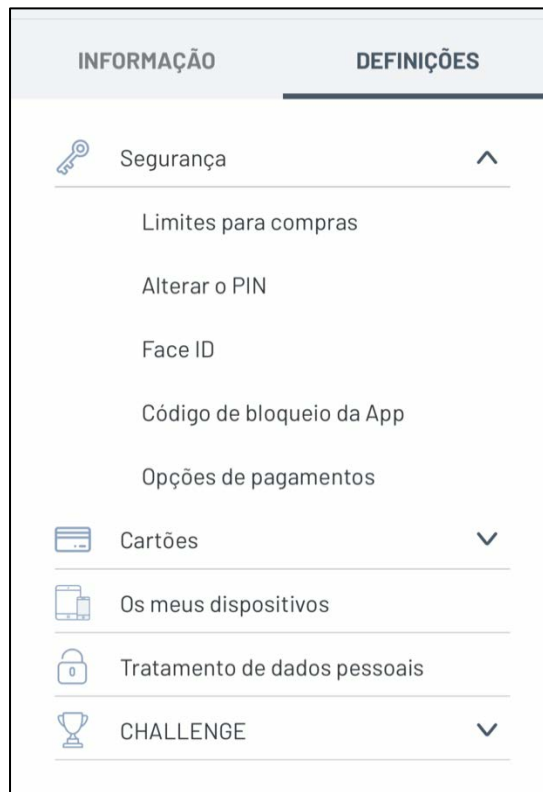 INFORMAÇÃO DEFINIÇÕES
Segurança
Limites para compras
Alterar o PIN
Face ID
Código de bloqueio da App
Opções de pagamentos
Cartões
Os meus dispositivos
Tratamento de dados pessoais
CHALLENGE